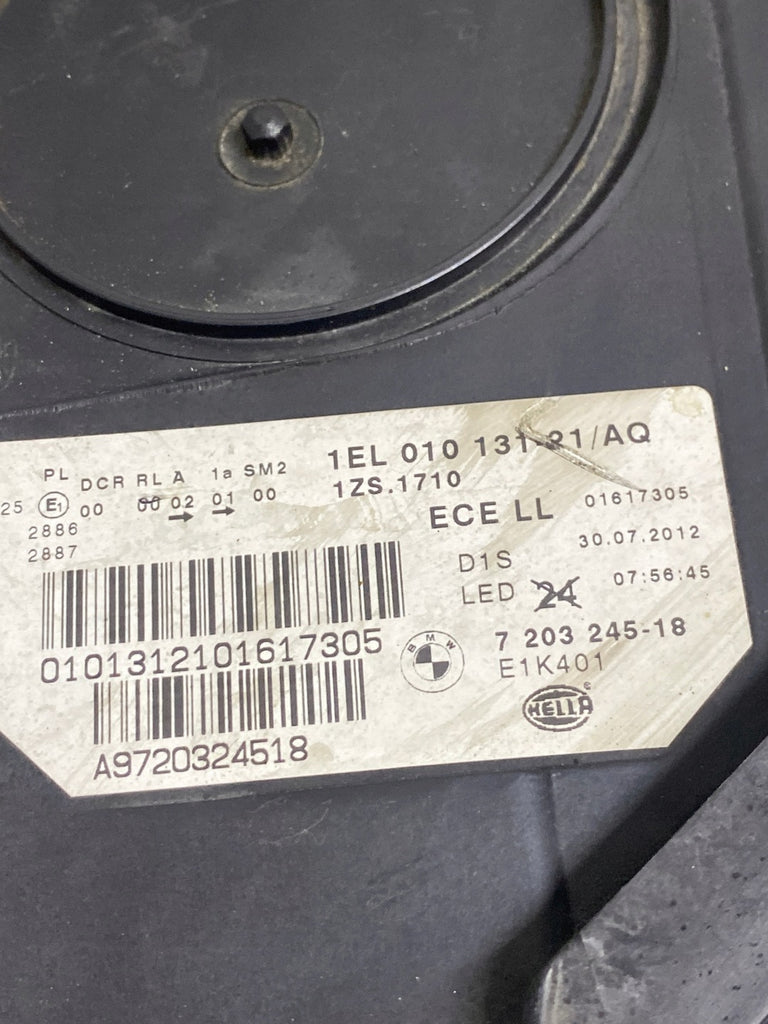 1EL 010 131-21/AQ
PL DCR RL A 1a SM2
1ZS.1710
25 E1 00 00 02 01 00
ECE LL 01617305
2886
2887
D1S 30.07.2012
LED 24 07:56:45
0101312101617305
BMW
7 203 245-18
E1K401
HELLA ®
A9720324518